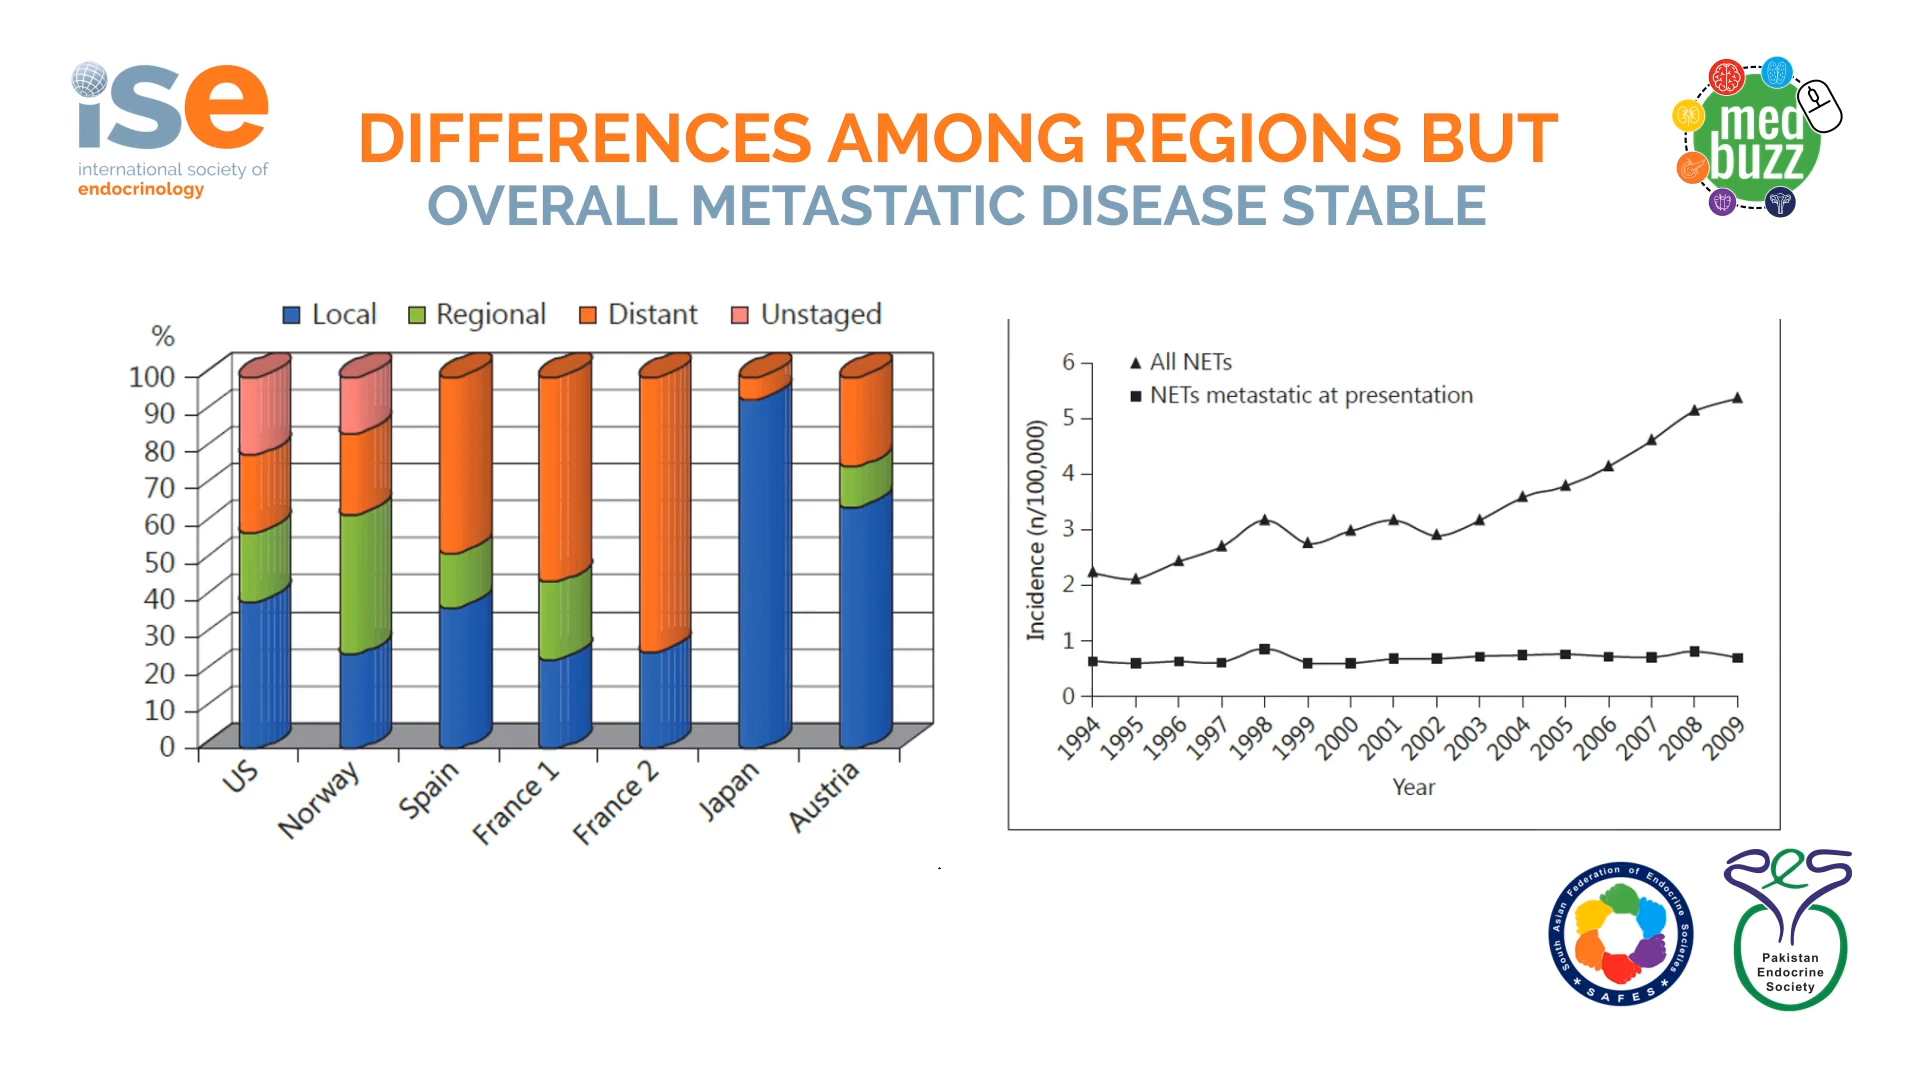 ise
international society of
endocrinology
DIFFERENCES AMONG REGIONS BUT
OVERALL METASTATIC DISEASE STABLE
med
buzz
Local Regional Distant Unstaged
%
100
90
80
70
60
50
40
30
20
10
0
US
Norway
Spain
France 1
France 2
Japan
Austria
All NETs
NETs metastatic at presentation
Incidence (n/100,000)
6
5
4
3
2
1
0
1994
1995
1996
1997
1998
1999
2000
2001
2002
2003
2004
2005
2006
2007
2008
2009
Year
South Asian Federation of Endocrine Societies
* SAFES *
PES
Pakistan
Endocrine
Society